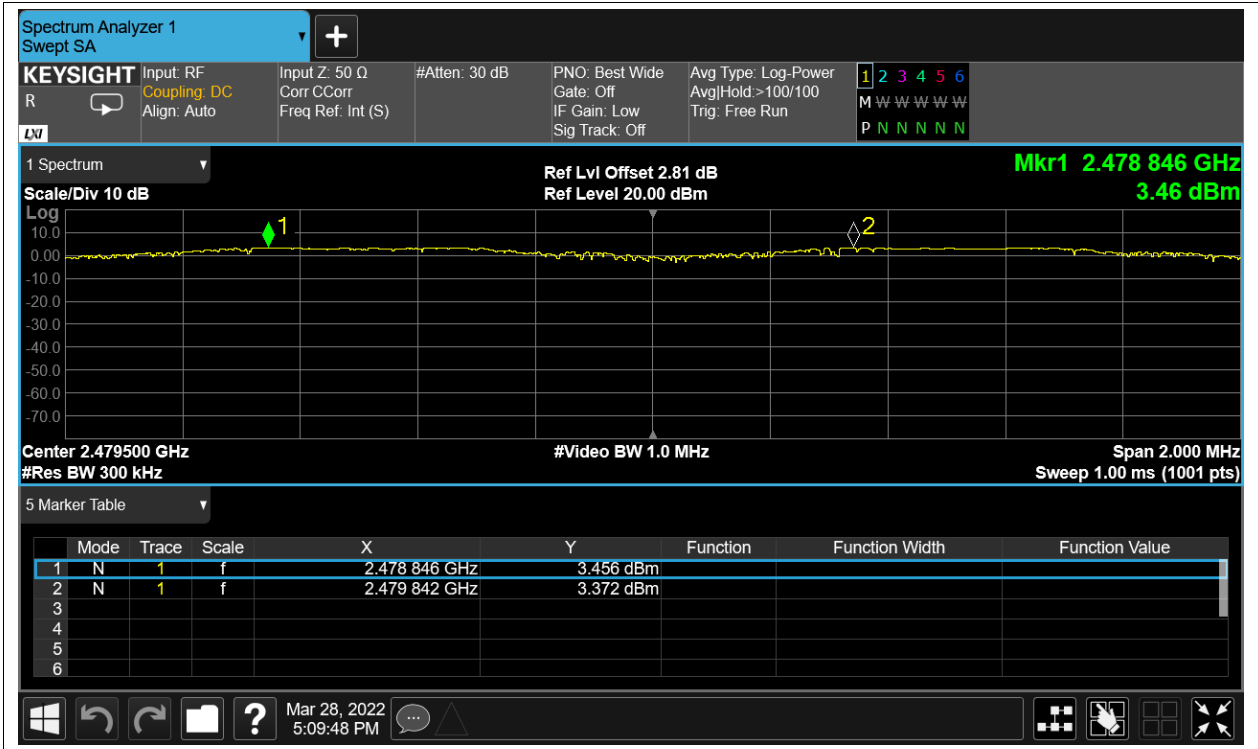 Spectrum Analyzer 1
Swept SA
KEYSIGHT
R
LXI
Input: RF
Coupling: DC
Align: Auto
Input Z: 50 Ω
Corr CCorr
Freq Ref: Int (S)
#Atten: 30 dB
PNO: Best Wide
Gate: Off
IF Gain: Low
Sig Track: Off
Avg Type: Log-Power
Avg|Hold:>100/100
Trig: Free Run
1 2 3 4 5 6
M W W W W W
P N N N N N
1 Spectrum
Scale/Div 10 dB
Ref Lvl Offset 2.81 dB
Ref Level 20.00 dBm
Mkr1 2.478 846 GHz
3.46 dBm
Log
10.0
0.00
-10.0
-20.0
-30.0
-40.0
-50.0
-60.0
-70.0
1
2
Center 2.479500 GHz
#Video BW 1.0 MHz
Span 2.000 MHz
#Res BW 300 kHz
Sweep 1.00 ms (1001 pts)
5 Marker Table
Mode Trace Scale X Y Function Function Width Function Value
1 N 1 f 2.478 846 GHz 3.456 dBm
2 N 1 f 2.479 842 GHz 3.372 dBm
3
4
5
6
?
Mar 28, 2022
5:09:48 PM